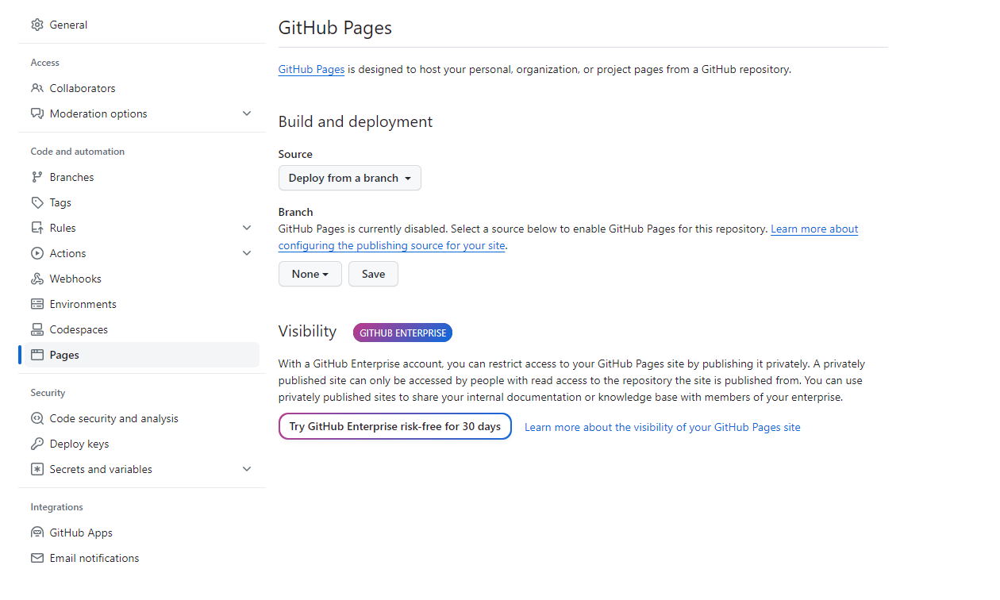 General
Access
Collaborators
Moderation options
Code and automation
Branches
Tags
Rules
Actions
Webhooks
Environments
Codespaces
Pages
Security
Code security and analysis
Deploy keys
Secrets and variables
Integrations
GitHub Apps
Email notifications
GitHub Pages
GitHub Pages is designed to host your personal, organization, or project pages from a GitHub repository.
Build and deployment
Source
Deploy from a branch
Branch
GitHub Pages is currently disabled. Select a source below to enable GitHub Pages for this repository. Learn more about
configuring the publishing source for your site.
None Save
Visibility GITHUB ENTERPRISE
With a GitHub Enterprise account, you can restrict access to your GitHub Pages site by publishing it privately. A privately
published site can only be accessed by people with read access to the repository the site is published from. You can use
privately published sites to share your internal documentation or knowledge base with members of your enterprise.
Try GitHub Enterprise risk-free for 30 days Learn more about the visibility of your GitHub Pages site